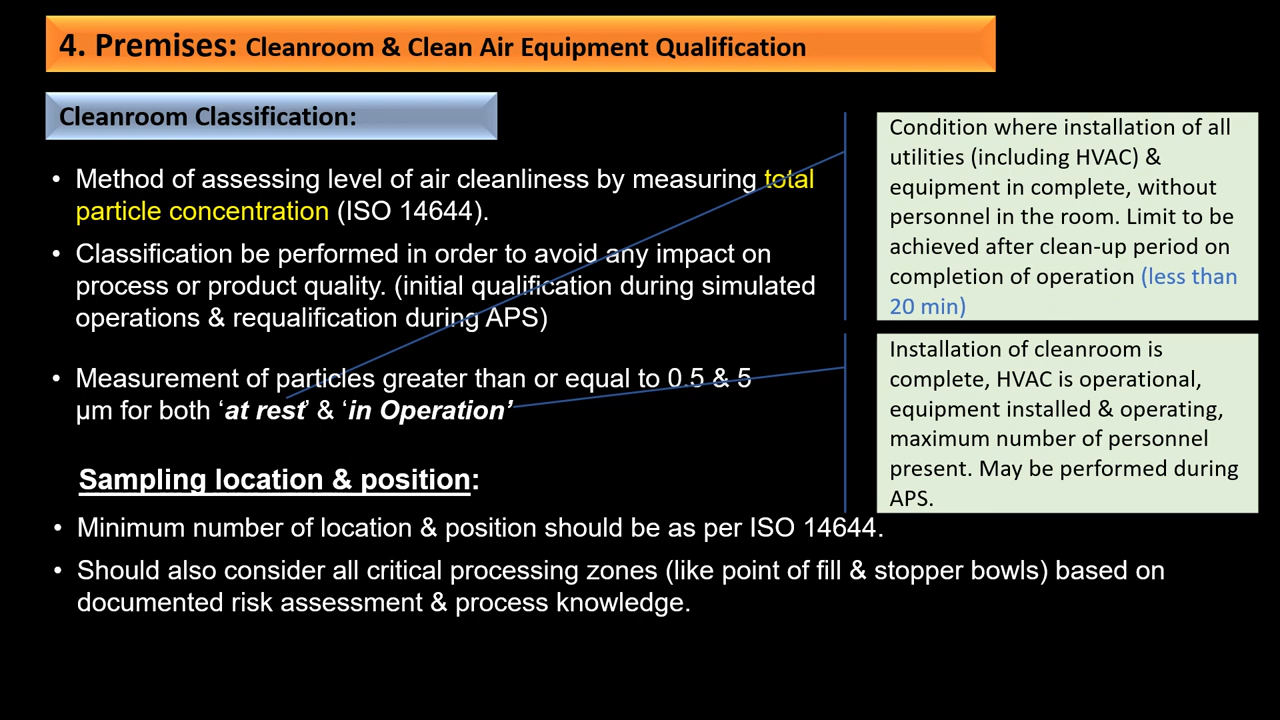 4. Premises: Cleanroom & Clean Air Equipment Qualification
Cleanroom Classification:
• Method of assessing level of air cleanliness by measuring total
particle concentration (ISO 14644).
• Classification be performed in order to avoid any impact on
process or product quality. (initial qualification during simulated
operations & requalification during APS)
• Measurement of particles greater than or equal to 0.5 & 5
µm for both ‘at rest’ & ‘in Operation’
Condition where installation of all
utilities (including HVAC) &
equipment in complete, without
personnel in the room. Limit to be
achieved after clean-up period on
completion of operation (less than
20 min)
Installation of cleanroom is
complete, HVAC is operational,
equipment installed & operating,
maximum number of personnel
present. May be performed during
APS.
Sampling location & position:
• Minimum number of location & position should be as per ISO 14644.
• Should also consider all critical processing zones (like point of fill & stopper bowls) based on
documented risk assessment & process knowledge.